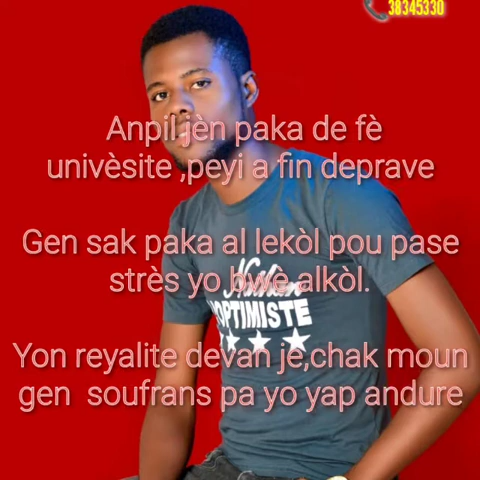 38345330
Anpil jèn paka de fè
univèsite ,peyi a fin deprave
Gen sak paka al lekòl pou pase
strès yo bwè alkòl.
OPTIMISTE
Yon reyalite devan je,chak moun
gen soufrans pa yo yap andure